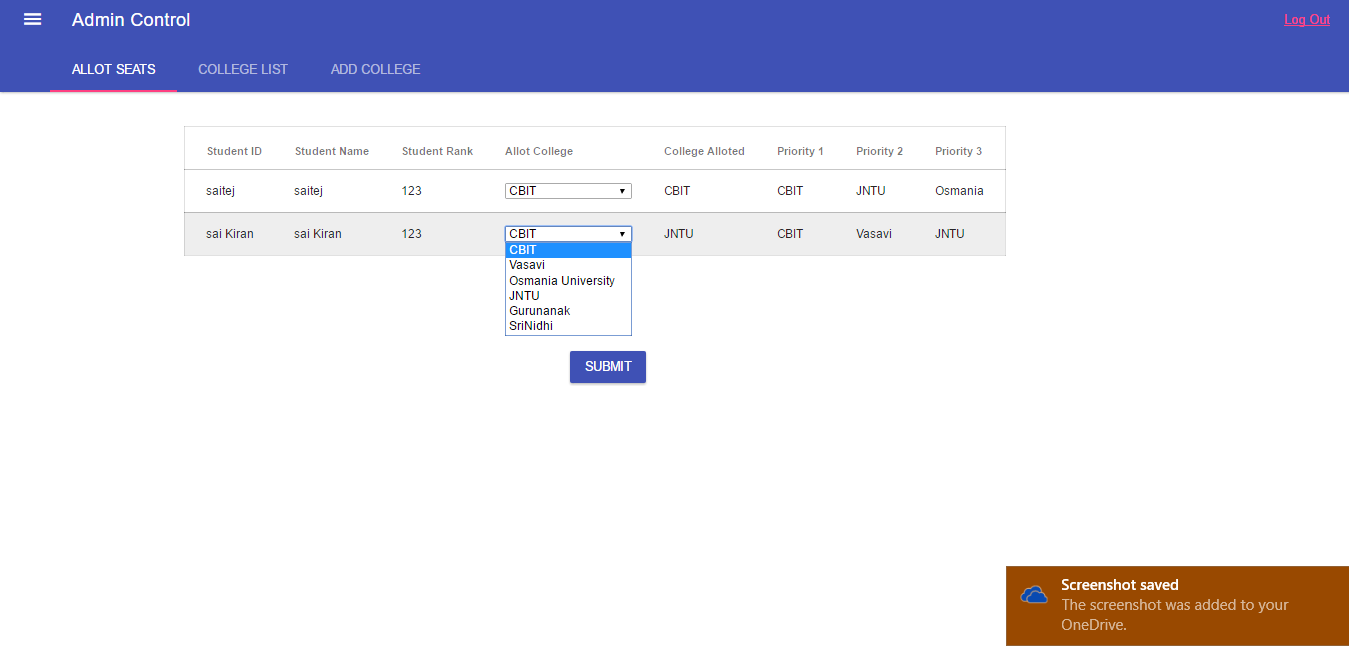 Admin Control
Log Out
ALLOT SEATS COLLEGE LIST ADD COLLEGE
Student ID Student Name Student Rank Allot College College Alloted Priority 1 Priority 2 Priority 3
saitej saitej 123 CBIT CBIT CBIT JNTU Osmania
sai Kiran sai Kiran 123 CBIT JNTU CBIT Vasavi JNTU
CBIT
Vasavi
Osmania University
JNTU
Gurunanak
SriNidhi
SUBMIT
Screenshot saved
The screenshot was added to your
OneDrive.